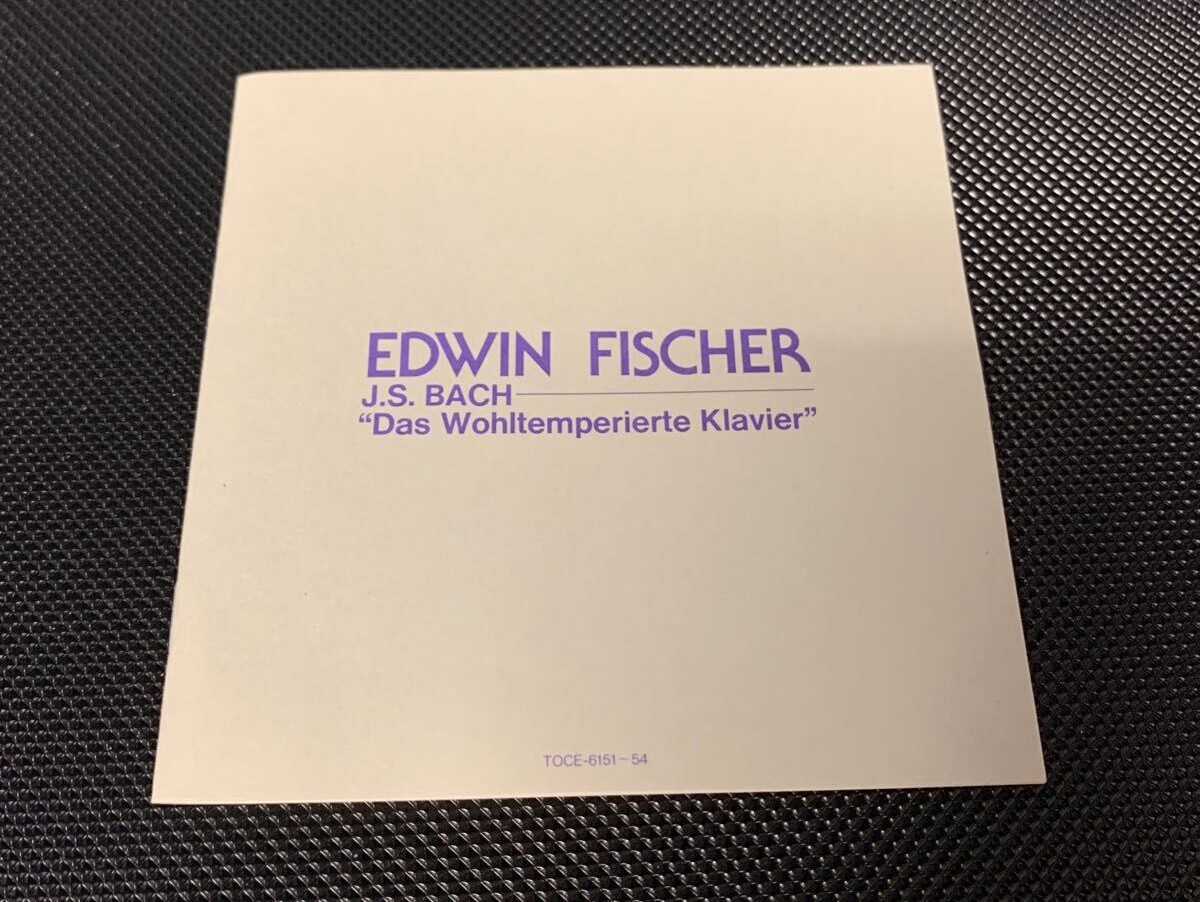 EDWIN FISCHER
J.S. BACH
“Das Wohltemperierte Klavier”
TOCE-6151~54